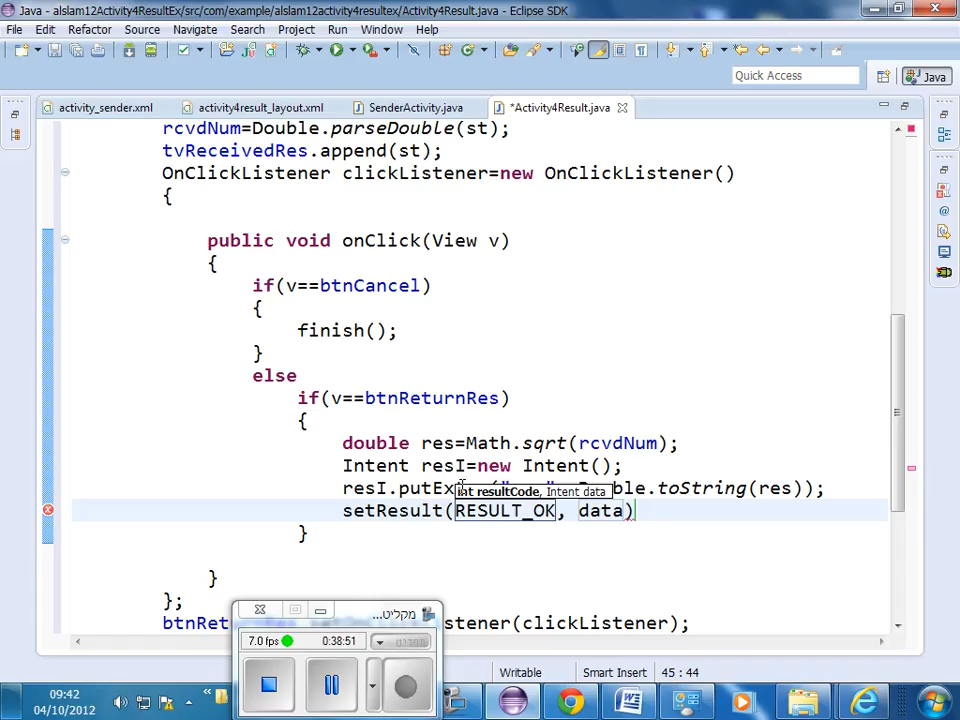 Java - alslam12Activity4ResultEx/src/com/example/alslam12activity4resultex/Activity4Result.java - Eclipse SDK
File Edit Refactor Source Navigate Search Project Run Window Help
Quick Access
Java
activity_sender.xml activity4result_layout.xml SenderActivity.java *Activity4Result.java
rcvdNum=Double.parseDouble(st);
tvReceivedRes.append(st);
OnClickListener clickListener=new OnClickListener()
{
public void onClick(View v)
{
if(v==btnCancel)
{
finish();
}
else
if(v==btnReturnRes)
{
double res=Math.sqrt(rcvdNum);
Intent resI=new Intent();
resI.putEx
int resultCode, Intent data
ble.toString(res));
setResult(RESULT_OK, data)
}
}
};
מקליט...
listener(clickListener);
7.0 fps 0:38:51
Writable Smart Insert 45 : 44
09:42
04/10/2012